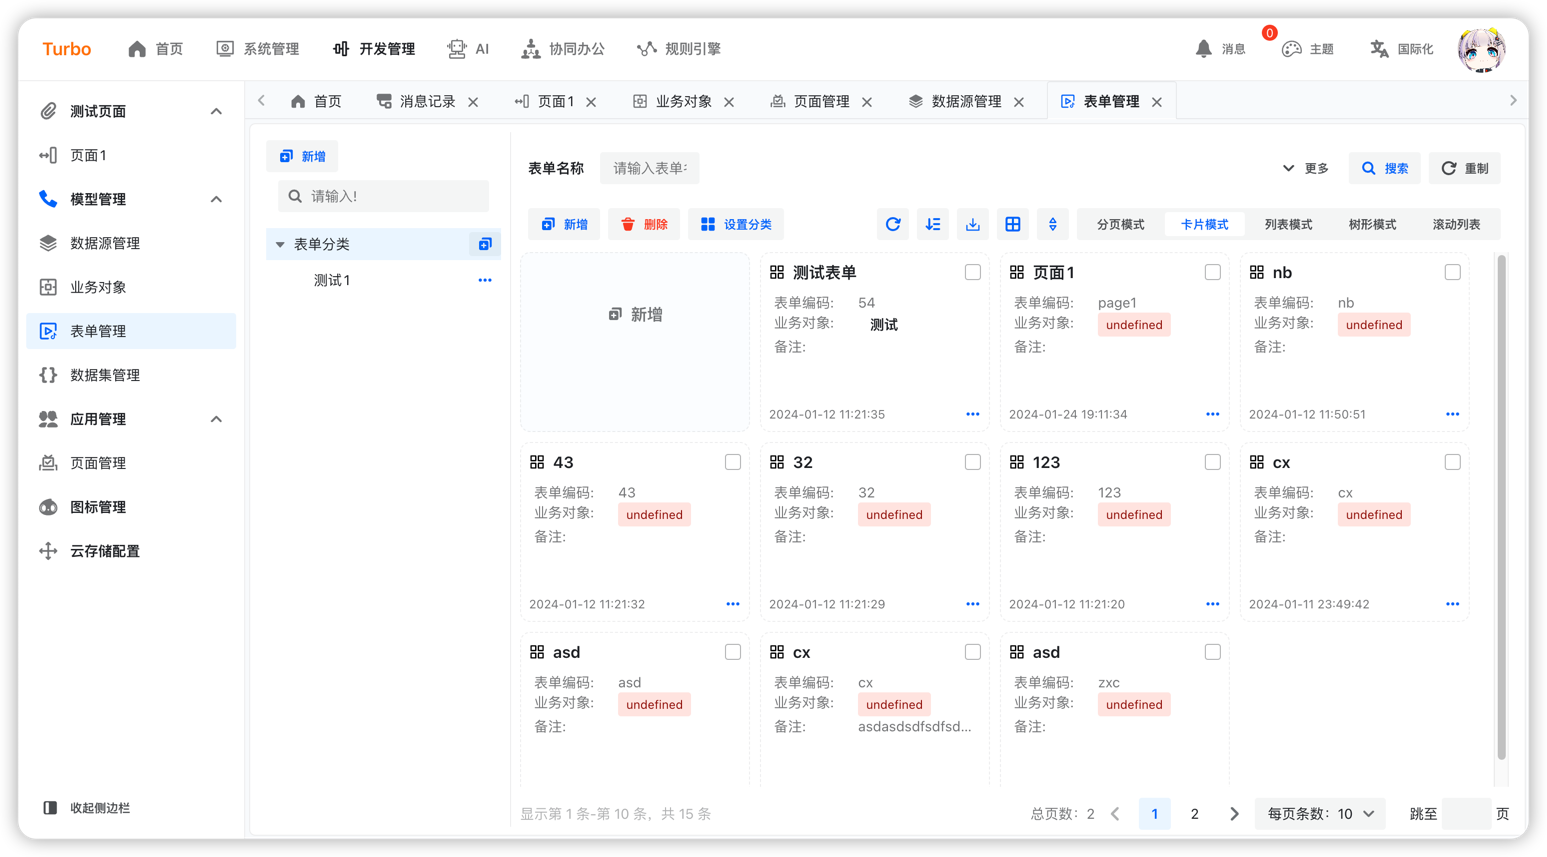 Turbo 首页 系统管理 开发管理 AI 协同办公 规则引擎 消息 0 主题 国际化
测试页面
页面1
模型管理
数据源管理
业务对象
表单管理
数据集管理
应用管理
页面管理
图标管理
云存储配置
收起侧边栏
首页 消息记录 页面1 业务对象 页面管理 数据源管理 表单管理
新增
请输入!
表单分类
测试1
表单名称 请输入表单: 更多 搜索 重制
新增 删除 设置分类 分页模式 卡片模式 列表模式 树形模式 滚动列表
新增
测试表单
表单编码: 54
业务对象: 测试
备注:
2024-01-12 11:21:35
页面1
表单编码: page1
业务对象: undefined
备注:
2024-01-24 19:11:34
nb
表单编码: nb
业务对象: undefined
备注:
2024-01-12 11:50:51
43
表单编码: 43
业务对象: undefined
备注:
2024-01-12 11:21:32
32
表单编码: 32
业务对象: undefined
备注:
2024-01-12 11:21:29
123
表单编码: 123
业务对象: undefined
备注:
2024-01-12 11:21:20
cx
表单编码: cx
业务对象: undefined
备注:
2024-01-11 23:49:42
asd
表单编码: asd
业务对象: undefined
备注:
cx
表单编码: cx
业务对象: undefined
备注: asdasdsdfsdfsd...
asd
表单编码: zxc
业务对象: undefined
备注:
显示第 1 条-第 10 条，共 15 条 总页数: 2 1 2 每页条数: 10 跳至 页